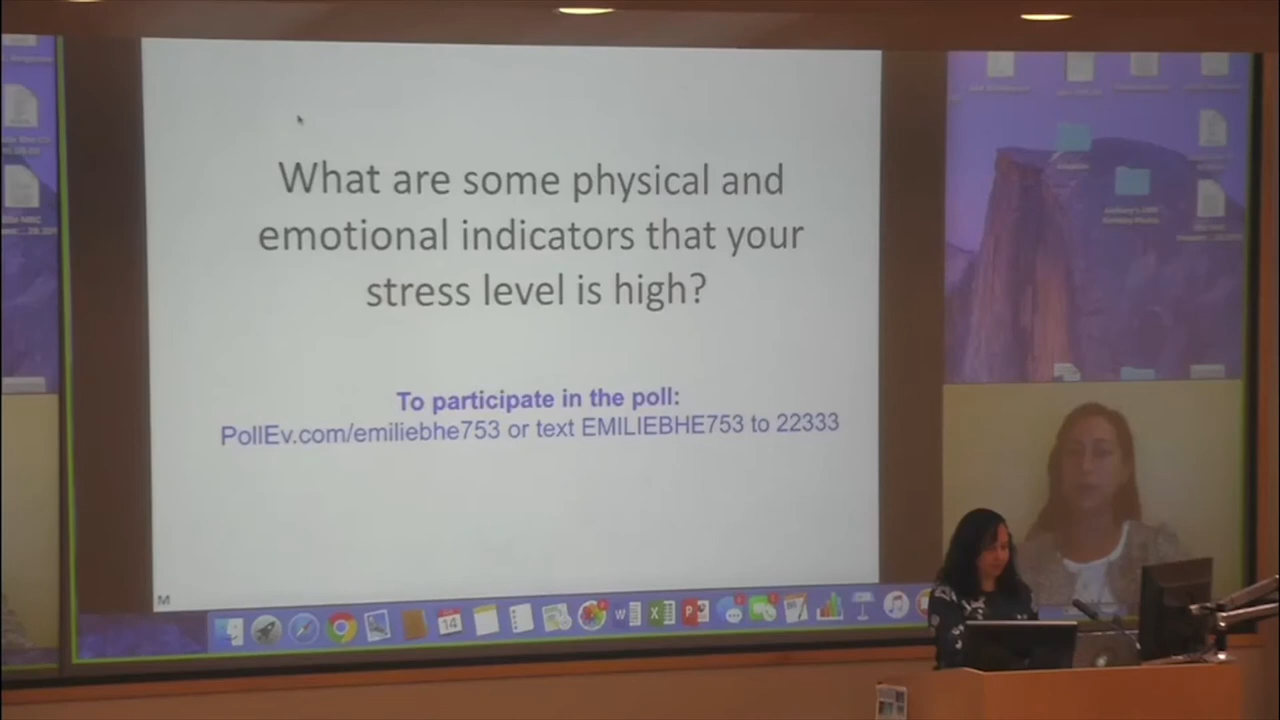 What are some physical and
emotional indicators that your
stress level is high?
To participate in the poll:
PollEv.com/emiliebhe753 or text EMILIEBHE753 to 22333
M
14